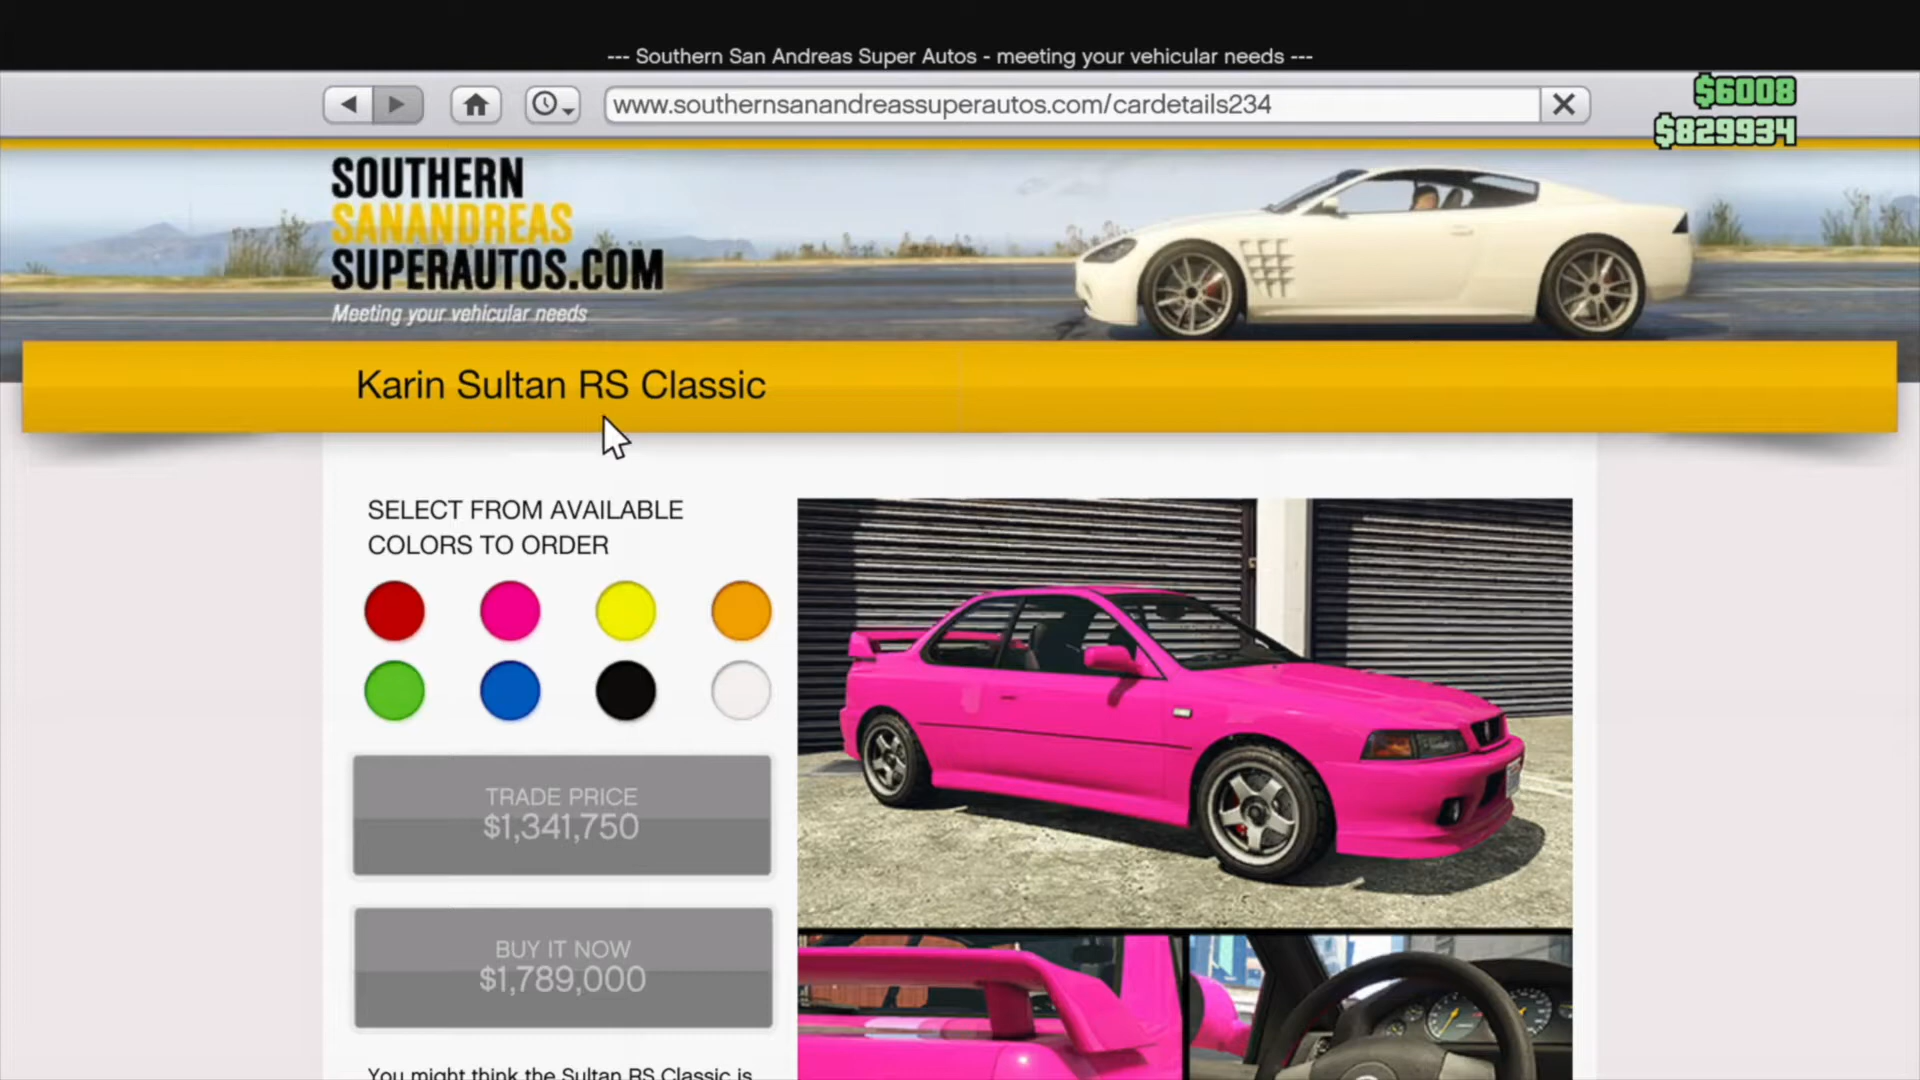 --- Southern San Andreas Super Autos - meeting your vehicular needs ---
www.southernsanandreassuperautos.com/cardetails234
$6008
$829934
SOUTHERN
SANANDREAS
SUPERAUTOS.COM
Meeting your vehicular needs
Karin Sultan RS Classic
SELECT FROM AVAILABLE
COLORS TO ORDER
TRADE PRICE
$1,341,750
BUY IT NOW
$1,789,000
You might think the Sultan RS Classic is